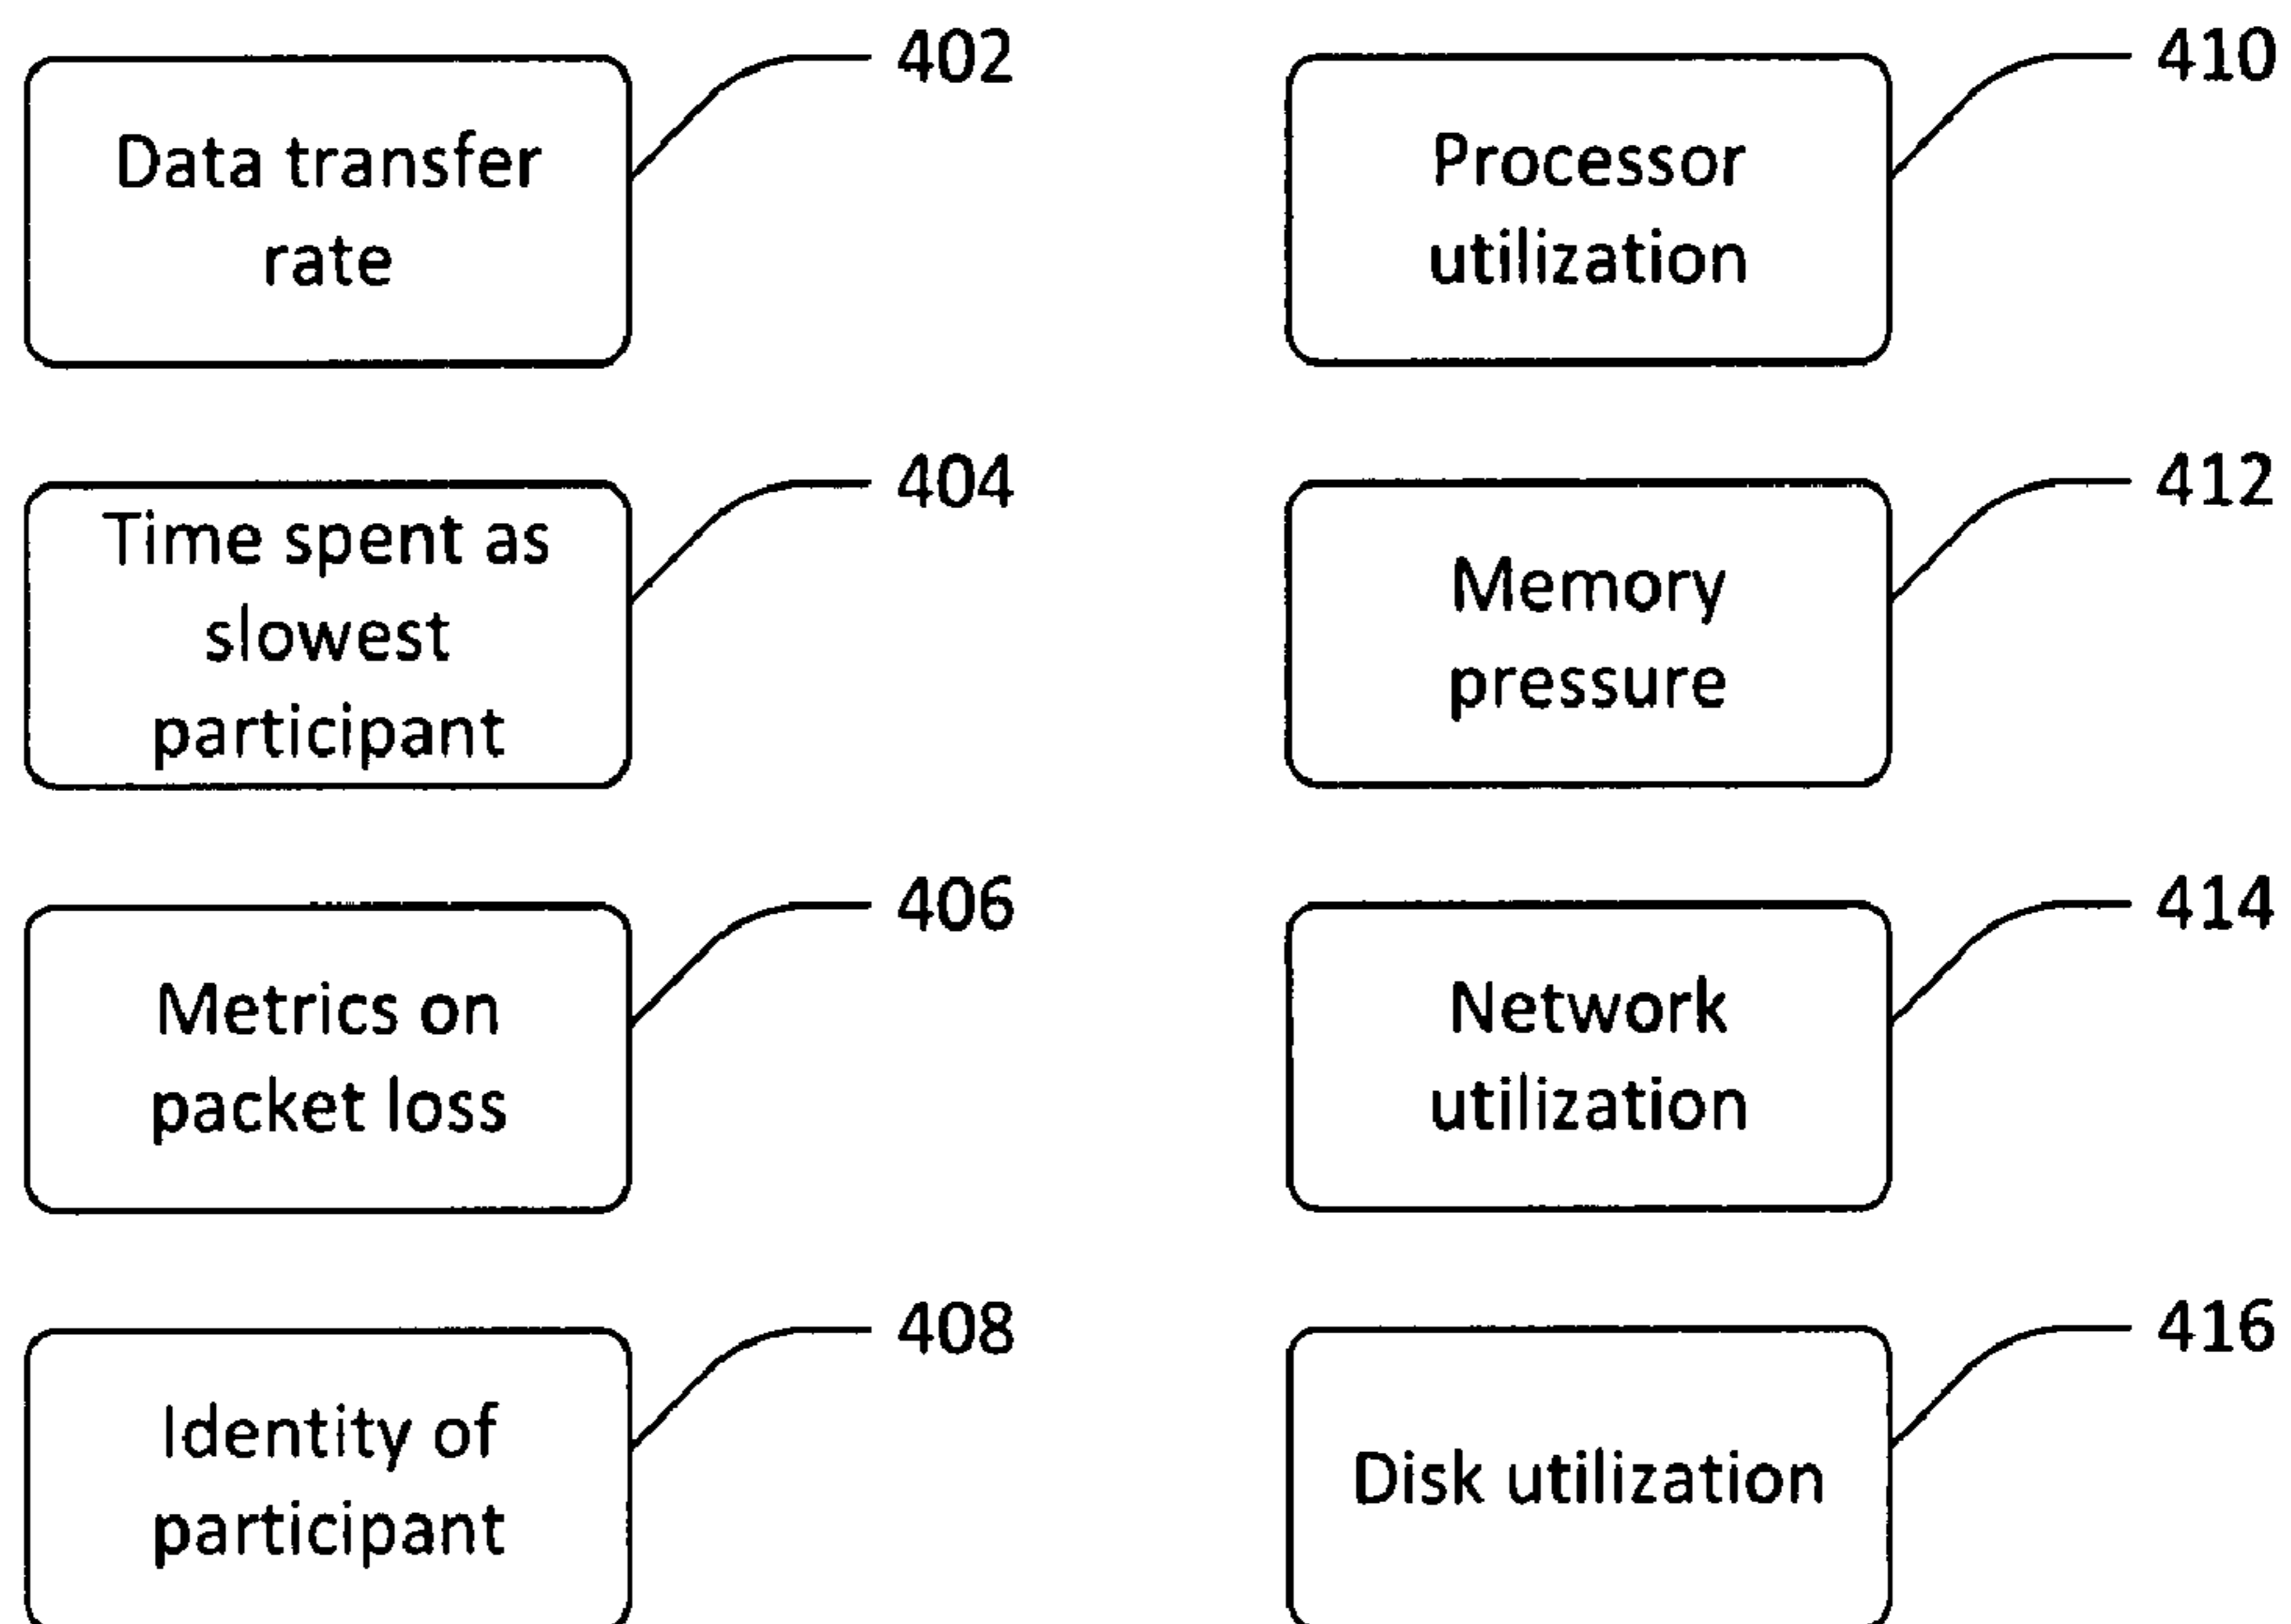 402
Data transfer
rate
410
Processor
utilization
404
Time spent as
slowest
participant
412
Memory
pressure
406
Metrics on
packet loss
414
Network
utilization
408
Identity of
participant
416
Disk utilization